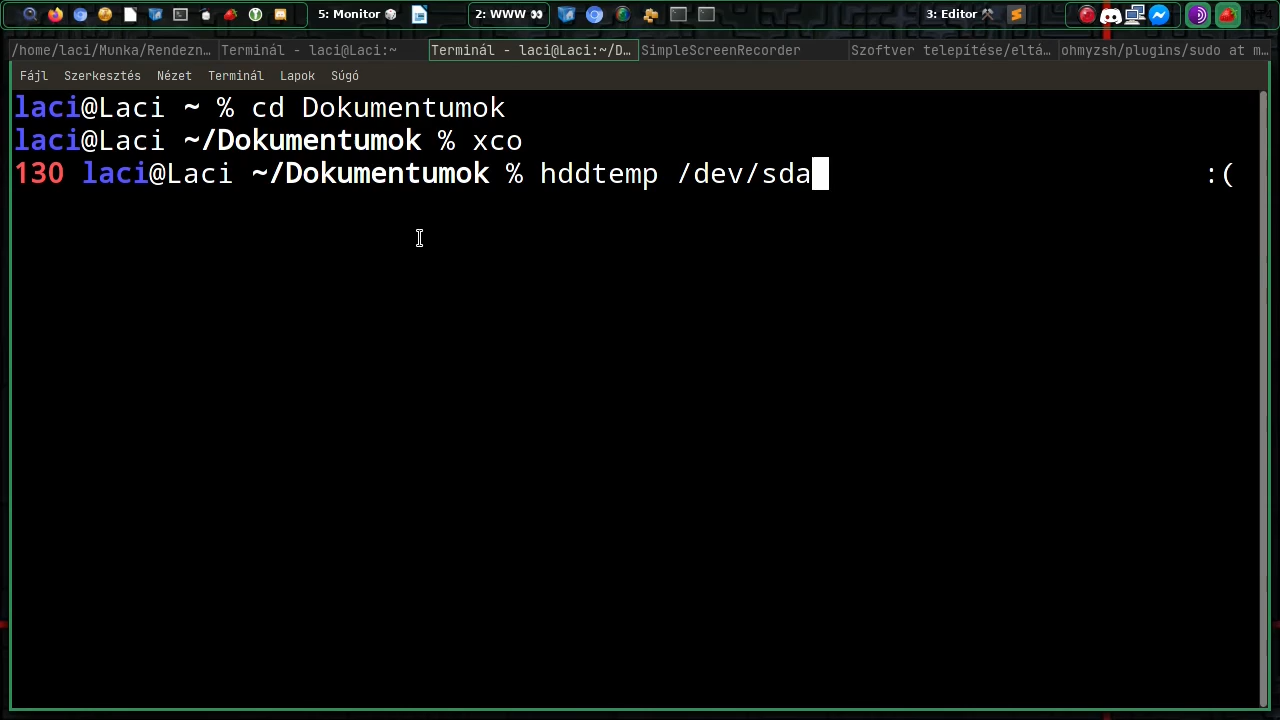 5: Monitor
2: WWW
3: Editor
/home/laci/Munka/Rendezn…
Terminál - laci@Laci:~
Terminál - laci@Laci:~/D…
SimpleScreenRecorder
Szoftver telepítése/eltá…
ohmyzsh/plugins/sudo at m…
Fájl Szerkesztés Nézet Terminál Lapok Súgó
laci@Laci ~ % cd Dokumentumok
laci@Laci ~/Dokumentumok % xco
130 laci@Laci ~/Dokumentumok % hddtemp /dev/sda :(